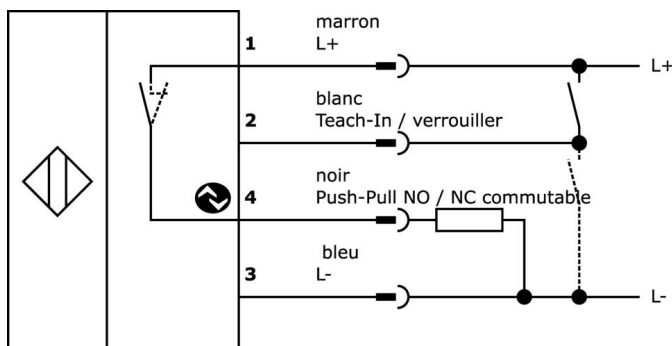 marron
1 L+ L+
blanc
2 Teach-In / verrouiller
noir
4 Push-Pull NO / NC commutable
bleu
3 L- L-